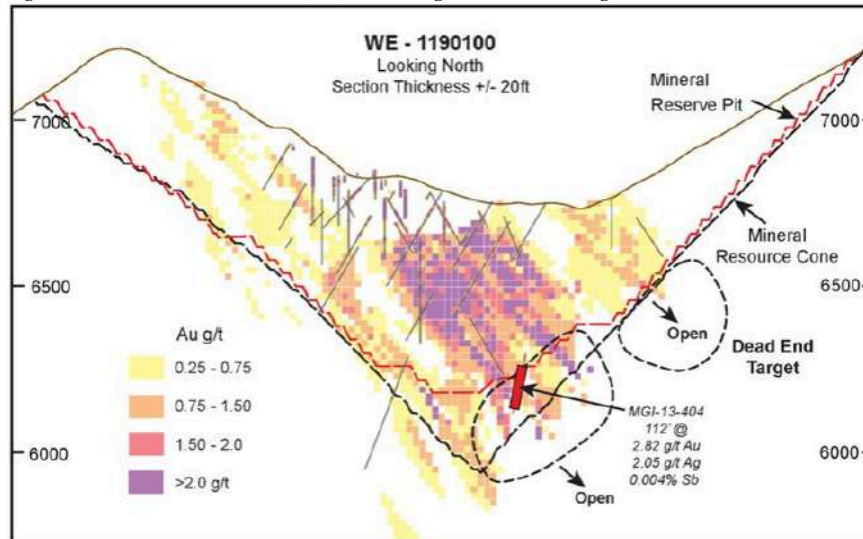 WE - 1190100
Looking North
Section Thickness +/- 20ft
Mineral
Reserve Pit
7000
7000
Mineral
Resource Cone
6500
6500
Au g/t
0.25 - 0.75
0.75 - 1.50
1.50 - 2.0
>2.0 g/t
Open
Dead End
Target
MGI-13-404
112' @
2.82 g/t Au
2.05 g/t Ag
0.004% Sb
6000
6000
Open